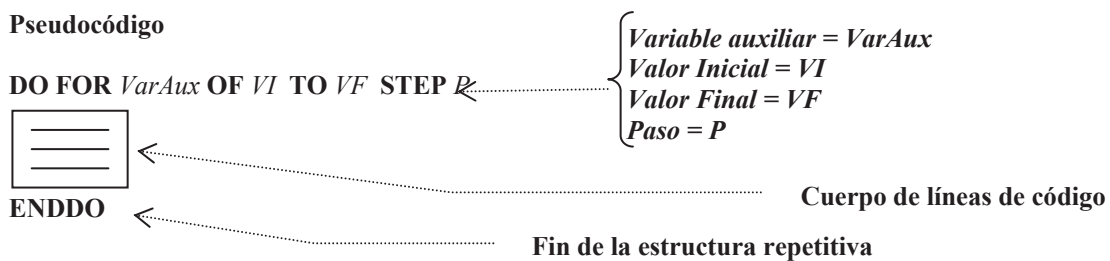 Pseudocódigo
Variable auxiliar = VarAux
Valor Inicial = VI
DO FOR VarAux OF VI TO VF STEP P
Valor Final = VF
Paso = P
Cuerpo de líneas de código
ENDDO
Fin de la estructura repetitiva